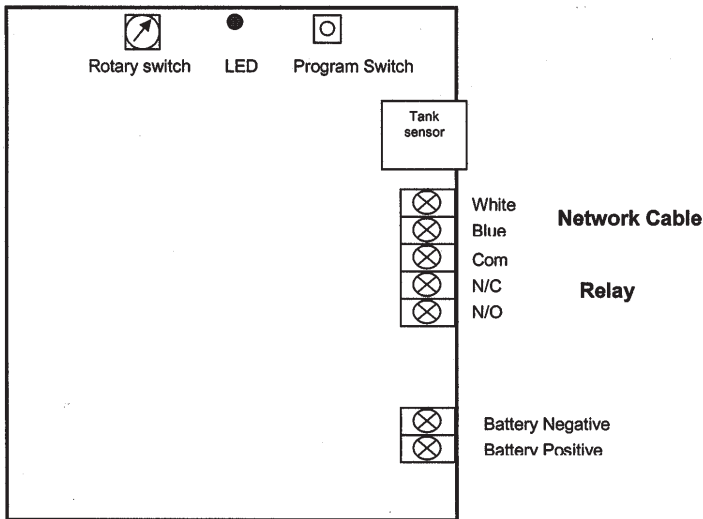 Rotary switch LED Program Switch
Tank
sensor
White
Network Cable
Blue
Com
N/C
Relay
N/O
Battery Negative
Battery Positive